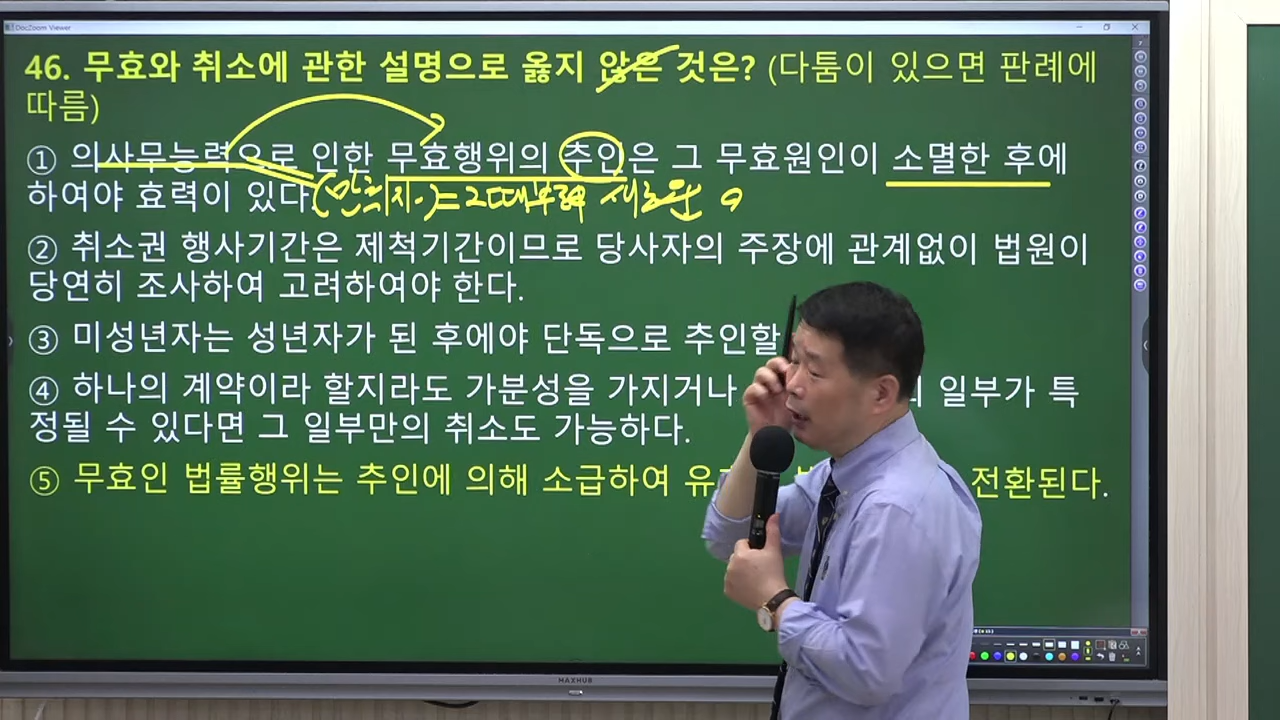 DocZoom Viewer
46. 무효와 취소에 관한 설명으로 옳지 않은 것은? (다툼이 있으면 판례에
따름)
① 의사무능력으로 인한 무효행위의 추인은 그 무효원인이 소멸한 후에
하여야 효력이 있다
② 취소권 행사기간은 제척기간이므로 당사자의 주장에 관계없이 법원이
당연히 조사하여 고려하여야 한다.
③ 미성년자는 성년자가 된 후에야 단독으로 추인할
④ 하나의 계약이라 할지라도 가분성을 가지거나 일부가 특
정될 수 있다면 그 일부만의 취소도 가능하다.
⑤ 무효인 법률행위는 추인에 의해 소급하여 유 전환된다.
MAXHUB